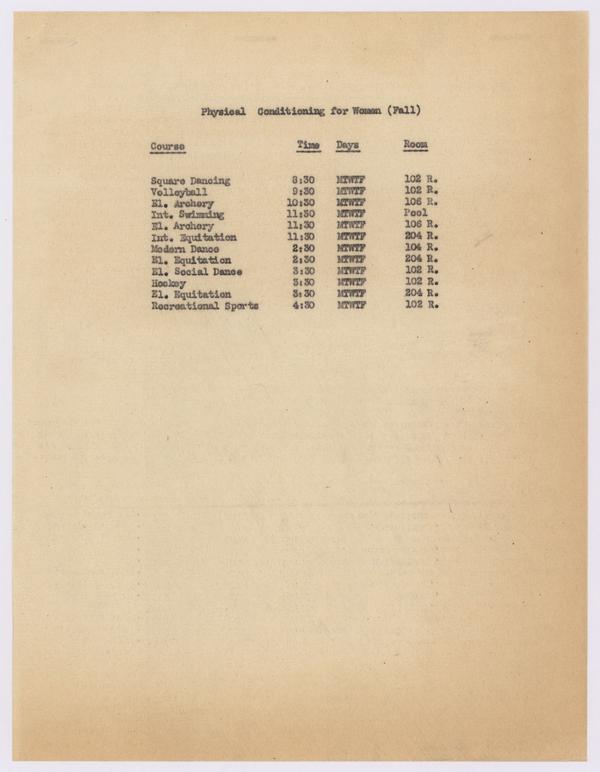 Physical Conditioning for Women (Fall)
Course Time Days Room
Square Dancing 8:30 MTWTF 102 R.
Volleyball 9:30 MTWTF 102 R.
El. Archery 10:30 MTWTF 106 R.
Int. Swimming 11:30 MTWTF Pool
El. Archery 11:30 MTWTF 106 R.
Int. Equitation 11:30 MTWTF 204 R.
Modern Dance 2:30 MTWTF 104 R.
El. Equitation 2:30 MTWTF 204 R.
El. Social Dance 3:30 MTWTF 102 R.
Hockey 3:30 MTWTF 102 R.
El. Equitation 3:30 MTWTF 204 R.
Recreational Sports 4:30 MTWTF 102 R.